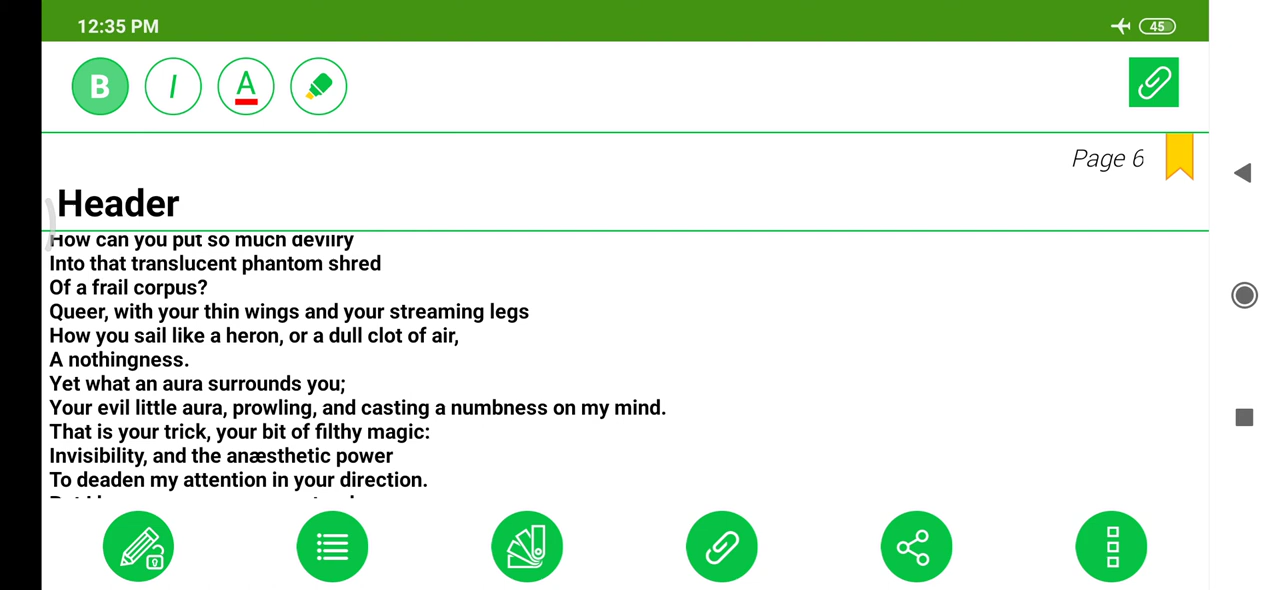 12:35 PM
45
B I A
Page 6
Header
How can you put so much devilry
Into that translucent phantom shred
Of a frail corpus?
Queer, with your thin wings and your streaming legs
How you sail like a heron, or a dull clot of air,
A nothingness.
Yet what an aura surrounds you;
Your evil little aura, prowling, and casting a numbness on my mind.
That is your trick, your bit of filthy magic:
Invisibility, and the anæsthetic power
To deaden my attention in your direction.